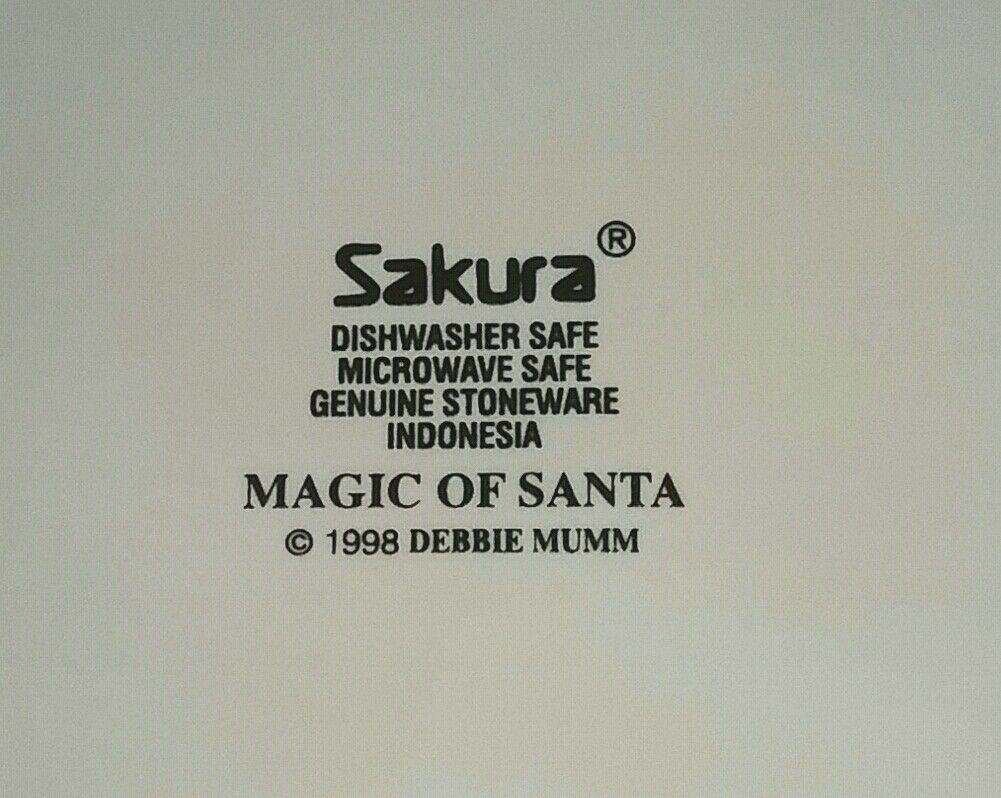 Sakura®
DISHWASHER SAFE
MICROWAVE SAFE
GENUINE STONEWARE
INDONESIA
MAGIC OF SANTA
© 1998 DEBBIE MUMM